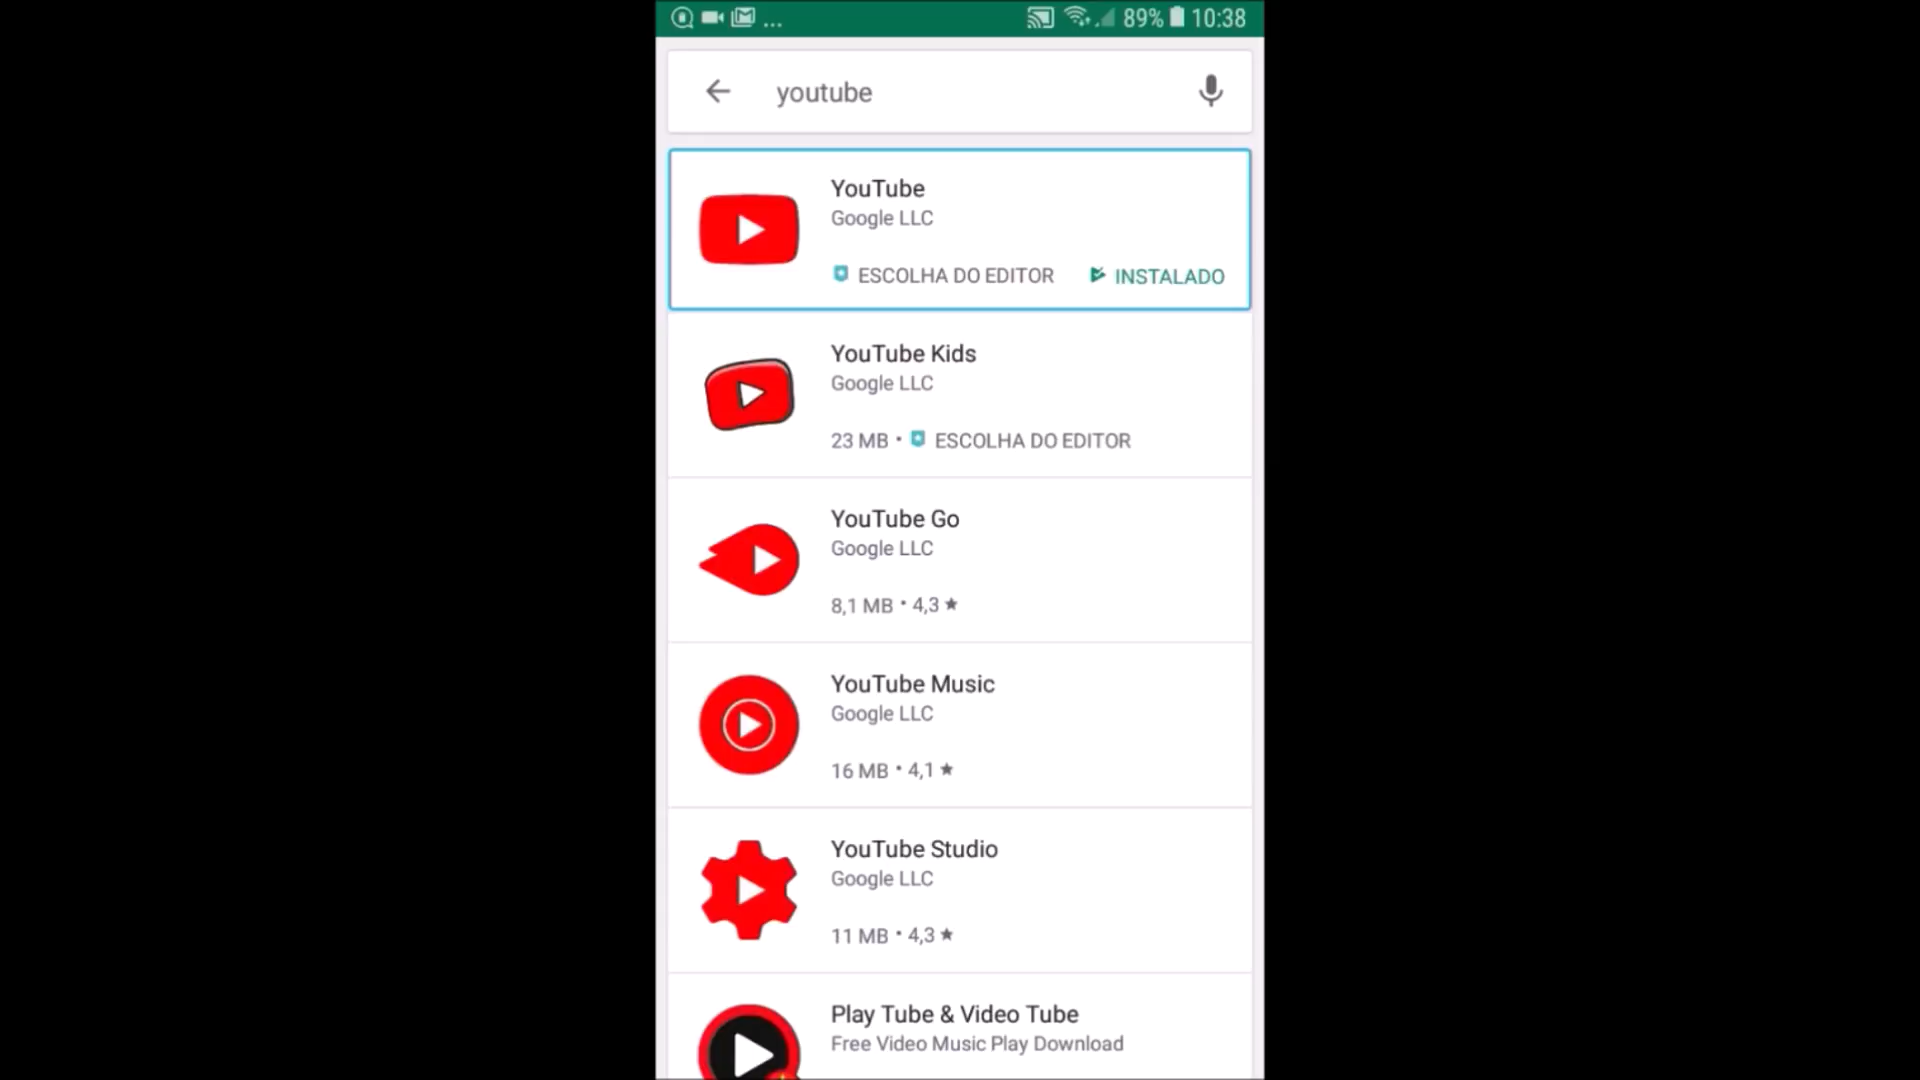 ... 89% 10:38
youtube
YouTube
Google LLC
ESCOLHA DO EDITOR INSTALADO
YouTube Kids
Google LLC
23 MB • ESCOLHA DO EDITOR
YouTube Go
Google LLC
8,1 MB • 4,3 ★
YouTube Music
Google LLC
16 MB • 4,1 ★
YouTube Studio
Google LLC
11 MB • 4,3 ★
Play Tube & Video Tube
Free Video Music Play Download